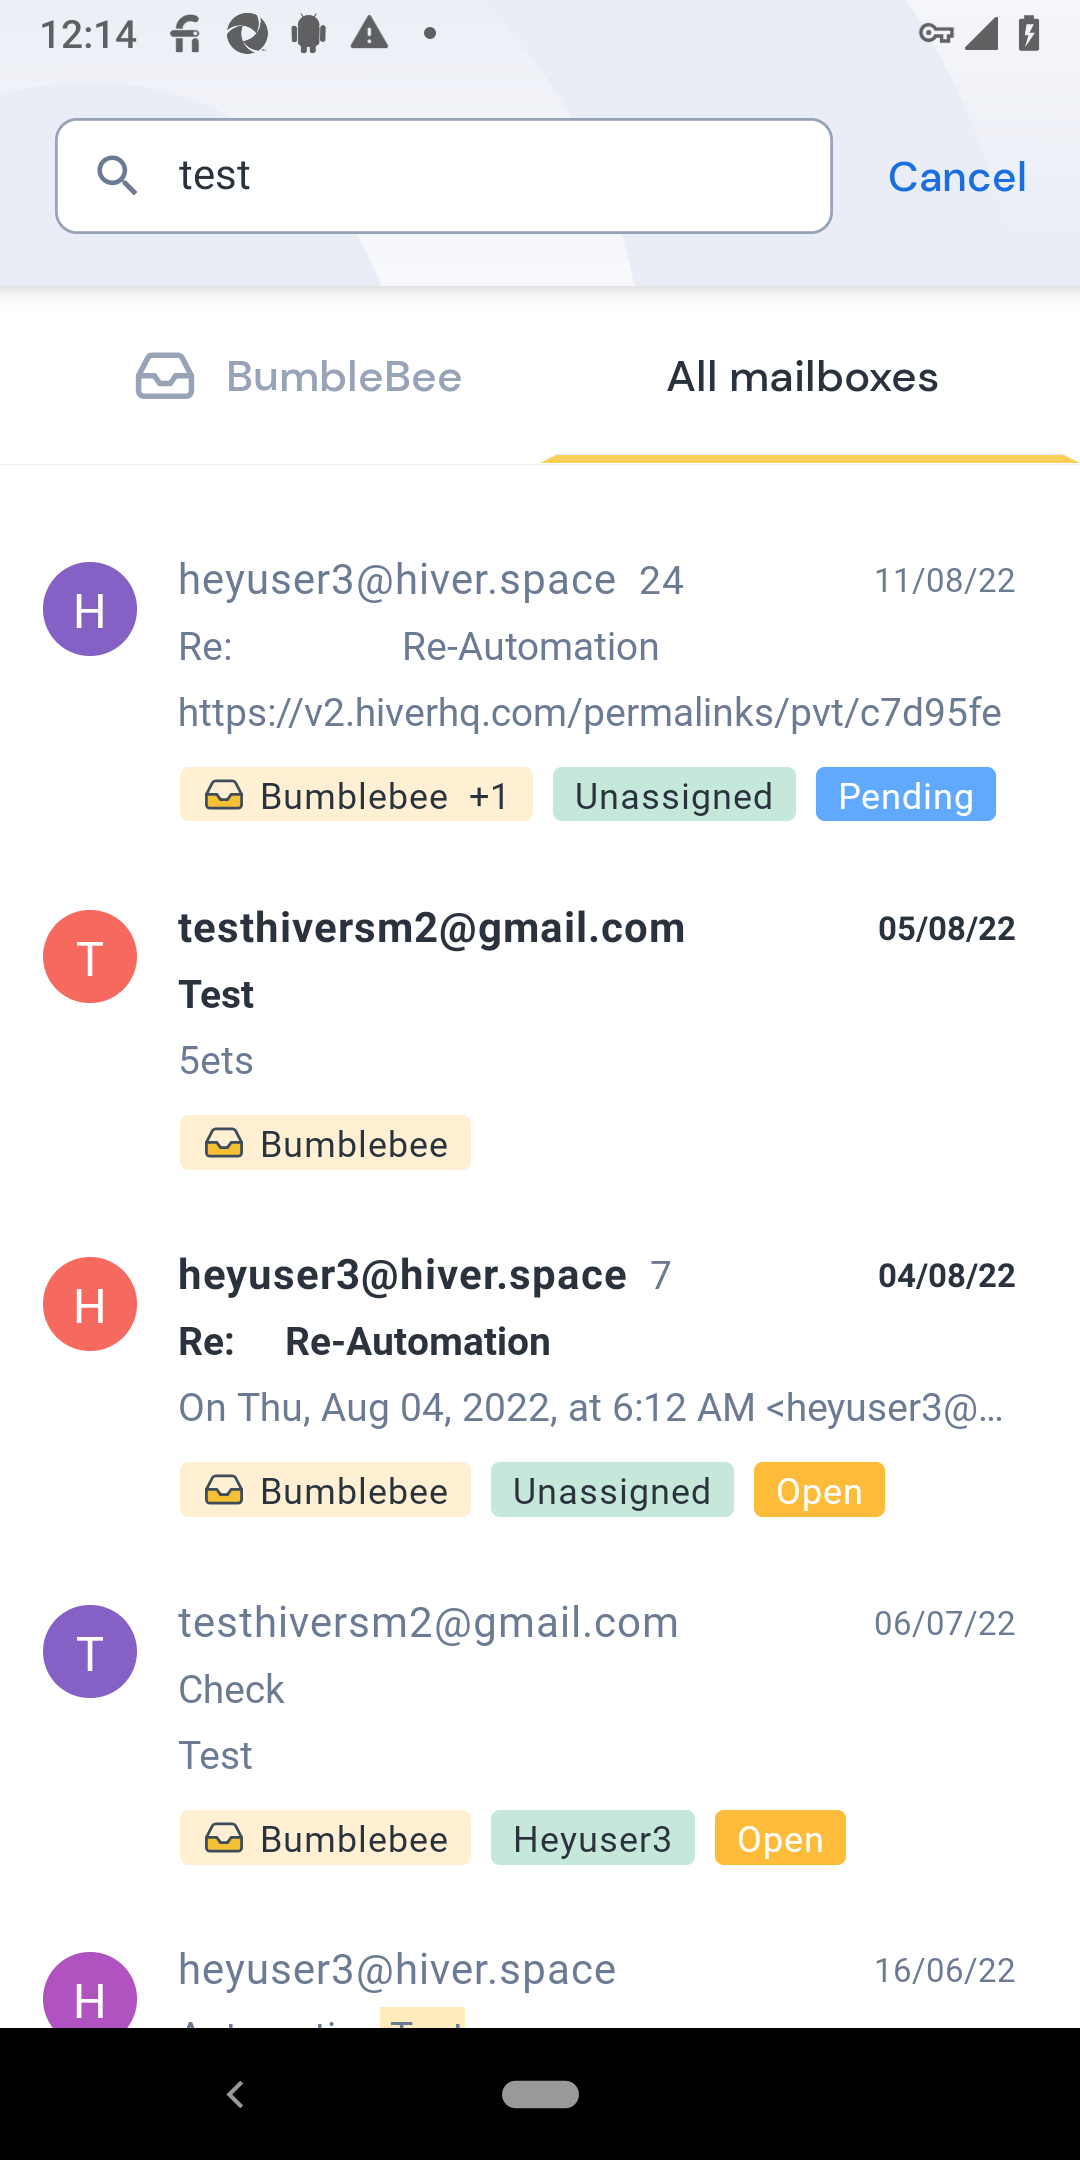 12:14
test
Cancel
BumbleBee
All mailboxes
H
heyuser3@hiver.space 24
11/08/22
Re: Re-Automation
https://v2.hiverhq.com/permalinks/pvt/c7d95fe
Bumblebee +1
Unassigned
Pending
T
testhiversm2@gmail.com
05/08/22
Test
5ets
Bumblebee
H
heyuser3@hiver.space 7
04/08/22
Re: Re-Automation
On Thu, Aug 04, 2022, at 6:12 AM <heyuser3@...
Bumblebee
Unassigned
Open
T
testhiversm2@gmail.com
06/07/22
Check
Test
Bumblebee
Heyuser3
Open
H
heyuser3@hiver.space
16/06/22